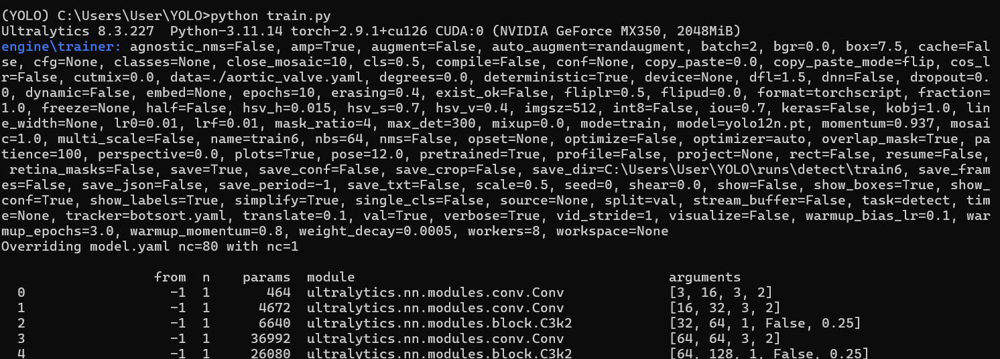 (YOLO) C:\Users\User\YOLO>python train.py
Ultralytics 8.3.227  Python-3.11.14 torch-2.9.1+cu126 CUDA:0 (NVIDIA GeForce MX350, 2048MiB)
engine\trainer: agnostic_nms=False, amp=True, augment=False, auto_augment=randaugment, batch=2, bgr=0.0, box=7.5, cache=Fal
se, cfg=None, classes=None, close_mosaic=10, cls=0.5, compile=False, conf=None, copy_paste=0.0, copy_paste_mode=flip, cos_l
r=False, cutmix=0.0, data=./aortic_valve.yaml, degrees=0.0, deterministic=True, device=None, dfl=1.5, dnn=False, dropout=0.
0, dynamic=False, embed=None, epochs=10, erasing=0.4, exist_ok=False, fliplr=0.5, flipud=0.0, format=torchscript, fraction=
1.0, freeze=None, half=False, hsv_h=0.015, hsv_s=0.7, hsv_v=0.4, imgsz=512, int8=False, iou=0.7, keras=False, kobj=1.0, lin
e_width=None, lr0=0.01, lrf=0.01, mask_ratio=4, max_det=300, mixup=0.0, mode=train, model=yolo12n.pt, momentum=0.937, mosai
c=1.0, multi_scale=False, name=train6, nbs=64, nms=False, opset=None, optimize=False, optimizer=auto, overlap_mask=True, pa
tience=100, perspective=0.0, plots=True, pose=12.0, pretrained=True, profile=False, project=None, rect=False, resume=False,
 retina_masks=False, save=True, save_conf=False, save_crop=False, save_dir=C:\Users\User\YOLO\runs\detect\train6, save_fram
es=False, save_json=False, save_period=-1, save_txt=False, scale=0.5, seed=0, shear=0.0, show=False, show_boxes=True, show_
conf=True, show_labels=True, simplify=True, single_cls=False, source=None, split=val, stream_buffer=False, task=detect, tim
e=None, tracker=botsort.yaml, translate=0.1, val=True, verbose=True, vid_stride=1, visualize=False, warmup_bias_lr=0.1, war
mup_epochs=3.0, warmup_momentum=0.8, weight_decay=0.0005, workers=8, workspace=None
Overriding model.yaml nc=80 with nc=1
from  n    params  module                                       arguments
0                  -1  1       464  ultralytics.nn.modules.conv.Conv             [3, 16, 3, 2]
1                  -1  1      4672  ultralytics.nn.modules.conv.Conv             [16, 32, 3, 2]
2                  -1  1      6640  ultralytics.nn.modules.block.C3k2            [32, 64, 1, False, 0.25]
3                  -1  1     36992  ultralytics.nn.modules.conv.Conv             [64, 64, 3, 2]
4                  -1  1     26080  ultralytics.nn.modules.block.C3k2            [64, 128, 1, False, 0.25]